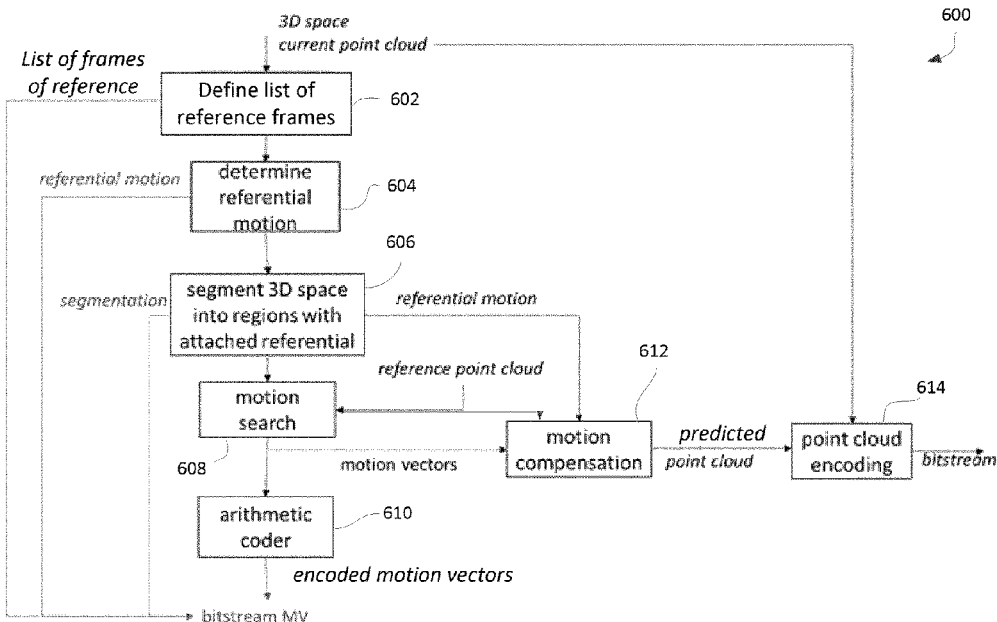 3D space
current point cloud
600
List of frames
of reference
Define list of
reference frames
602
referential motion
determine
referential
motion
604
606
segmentation
segment 3D space
into regions with
attached referential
referential motion
reference point cloud
612
614
motion
search
608
motion vectors
motion
compensation
predicted
point cloud
point cloud
encoding
bitstream
arithmetic
coder
610
encoded motion vectors
bitstream MV